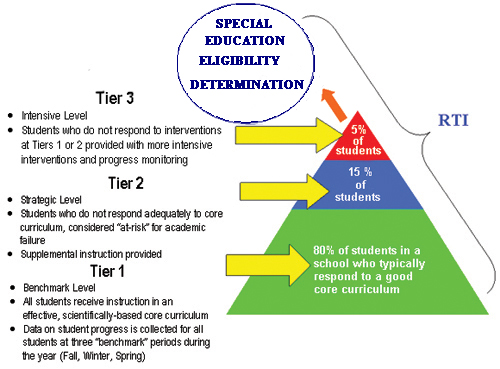 SPECIAL
EDUCATION
ELIGIBILITY
DETERMINATION
Tier 3
• Intensive Level
• Students who do not respond to interventions
at Tiers 1 or 2 provided with more intensive
interventions and progress monitoring
Tier 2
• Strategic Level
• Students who do not respond adequately to core
curriculum, considered “at-risk” for academic
failure
• Supplemental instruction provided
Tier 1
• Benchmark Level
• All students receive instruction in an
effective, scientifically-based core curriculum
• Data on student progress is collected for all
students at three “benchmark” periods during
the year (Fall, Winter, Spring)
5%
of
students
15 %
of
students
80% of students in a
school who typically
respond to a good
core curriculum
RTI